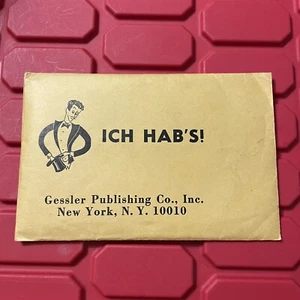 ICH HAB'S!
Gessler Publishing Co., Inc.
New York, N. Y. 10010